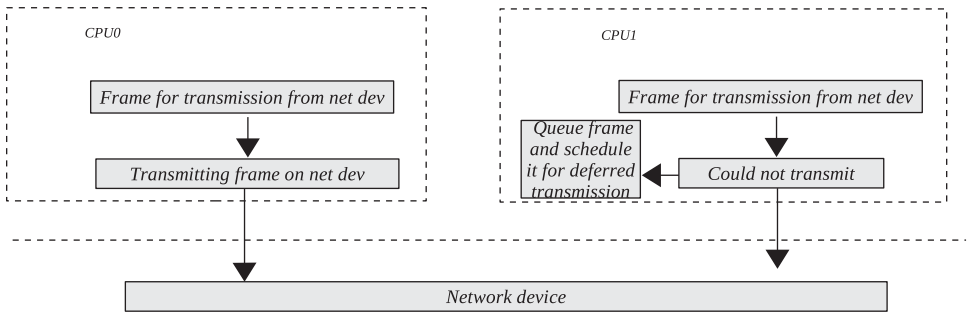 CPU0
Frame for transmission from net dev
Transmitting frame on net dev
CPU1
Frame for transmission from net dev
Queue frame
and schedule
it for deferred
transmission
Could not transmit
Network device